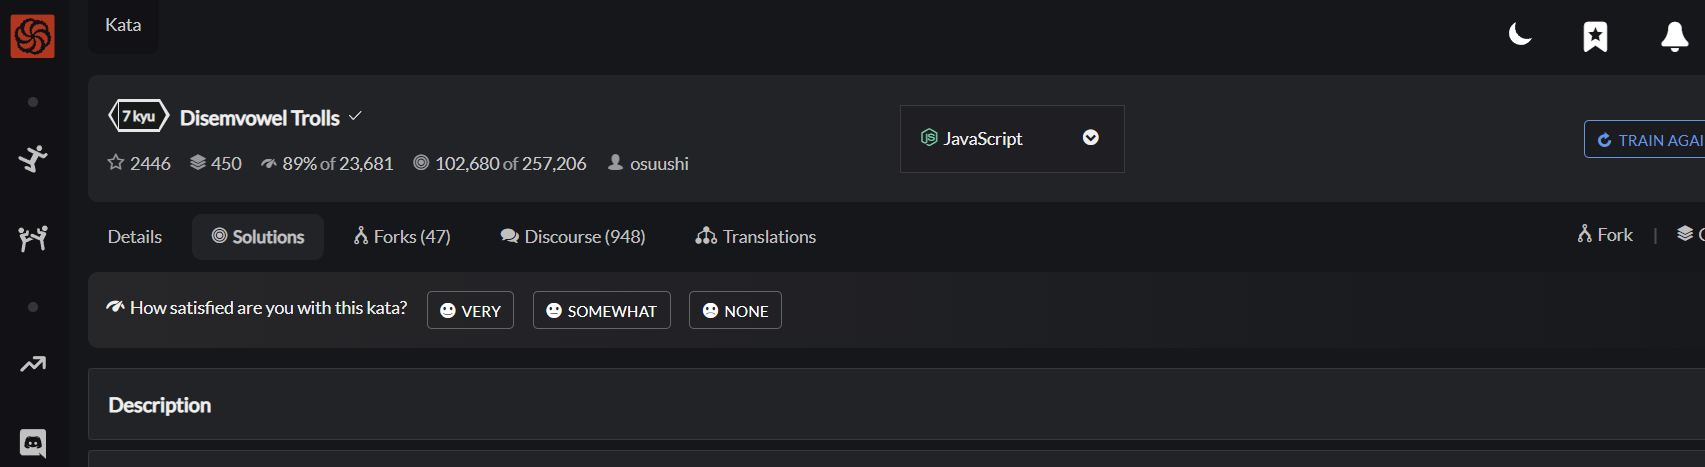 Kata
7 kyu Disemvowel Trolls
2446 450 89% of 23,681 102,680 of 257,206 osuushi
JavaScript
TRAIN AGAI
Details Solutions Forks (47) Discourse (948) Translations
Fork |
How satisfied are you with this kata? VERY SOMEWHAT NONE
Description